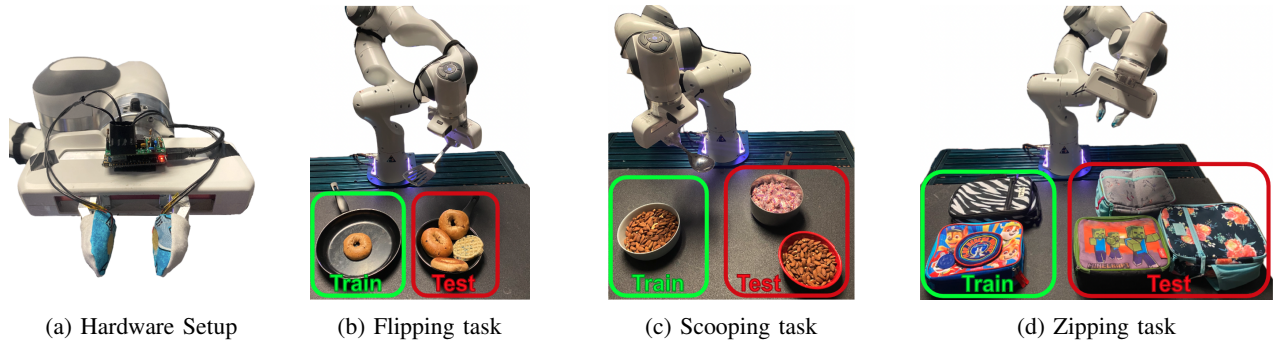 Train
Test
Train
Test
Train
Test
(a) Hardware Setup
(b) Flipping task
(c) Scooping task
(d) Zipping task